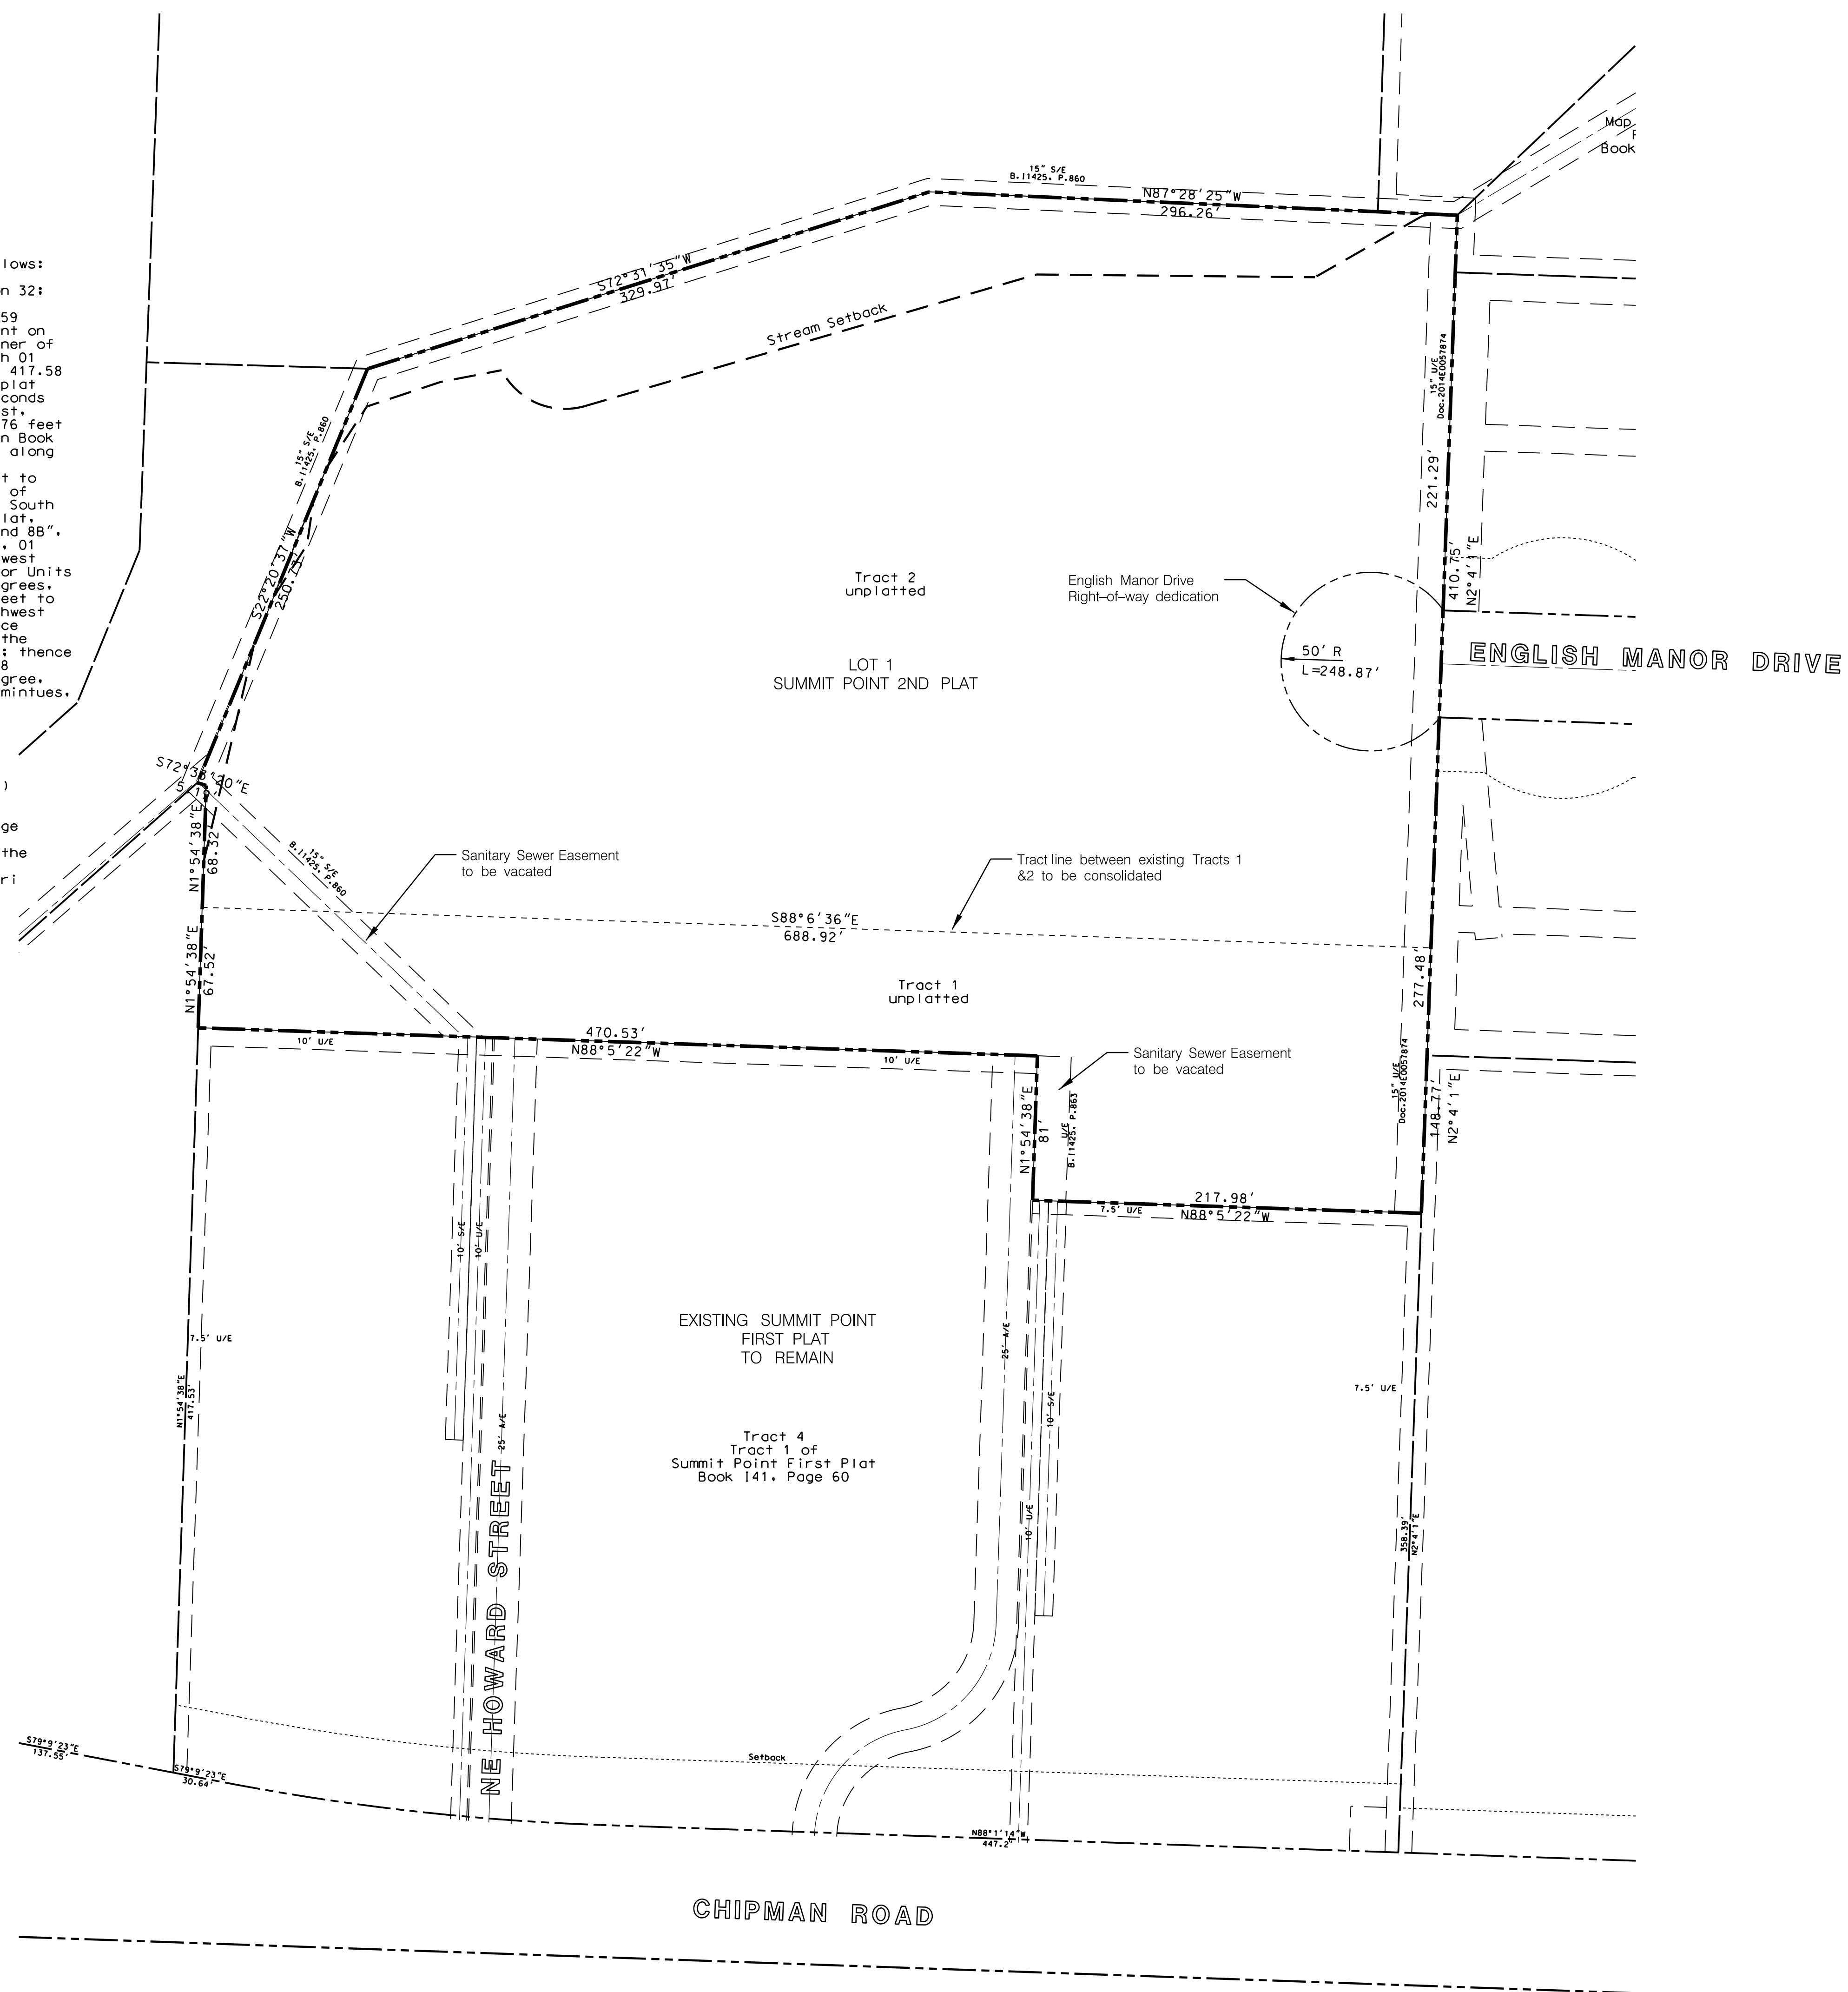 lows:
n 32;
59
nt on
ner of
h 01
417.58
plat
conds
st,
76 feet
n Book
along
t to
of
South
lat,
nd 8B",
, 01
west
or Units
grees,
eet to
hwest
ce
the
; thence
8
gree,
mintues,
)
ge
the
ri
Map
Book
15" S/E
B.I1425, P.860
N87°28'25"W
296.26'
S72°31'35"W
329.97'
Stream Setback
15" U/E
Doc.2014E0057874
15" S/E
B.I1425, P.860
221.29'
S22°20'37"W
410.75'
N2°4'1"E
Tract 2
unplatted
English Manor Drive
Right-of-way dedication
50' R
L=248.87'
ENGLISH MANOR DRIVE
LOT 1
SUMMIT POINT 2ND PLAT
S72°38'20"E
N1°54'38"E
68.32'
15" S/E
B.I1425, P.860
Sanitary Sewer Easement
to be vacated
Tract line between existing Tracts 1
&2 to be consolidated
S88°6'36"E
688.92'
N1°54'38"E
67.52'
Tract 1
unplatted
277.48'
10' U/E
470.53'
N88°5'22"W
10' U/E
Sanitary Sewer Easement
to be vacated
N1°54'38"E
81'
U/E
B.I1425, P.863
15" U/E
Doc.2014E0057874
148.77'
N2°4'1"E
217.98'
7.5' U/E
N88°5'22"W
10' S/E
10' U/E
EXISTING SUMMIT POINT
FIRST PLAT
TO REMAIN
7.5' U/E
25' A/E
7.5' U/E
N1°54'38"E
417.53'
25' A/E
10' S/E
Tract 4
Tract 1 of
Summit Point First Plat
Book I41, Page 60
10' U/E
358.39'
N2°4'1"E
NE HOWARD STREET
S79°9'23"E
137.55'
S79°9'23"E
30.64'
Setback
N88°1'14"W
447.2'
CHIPMAN ROAD